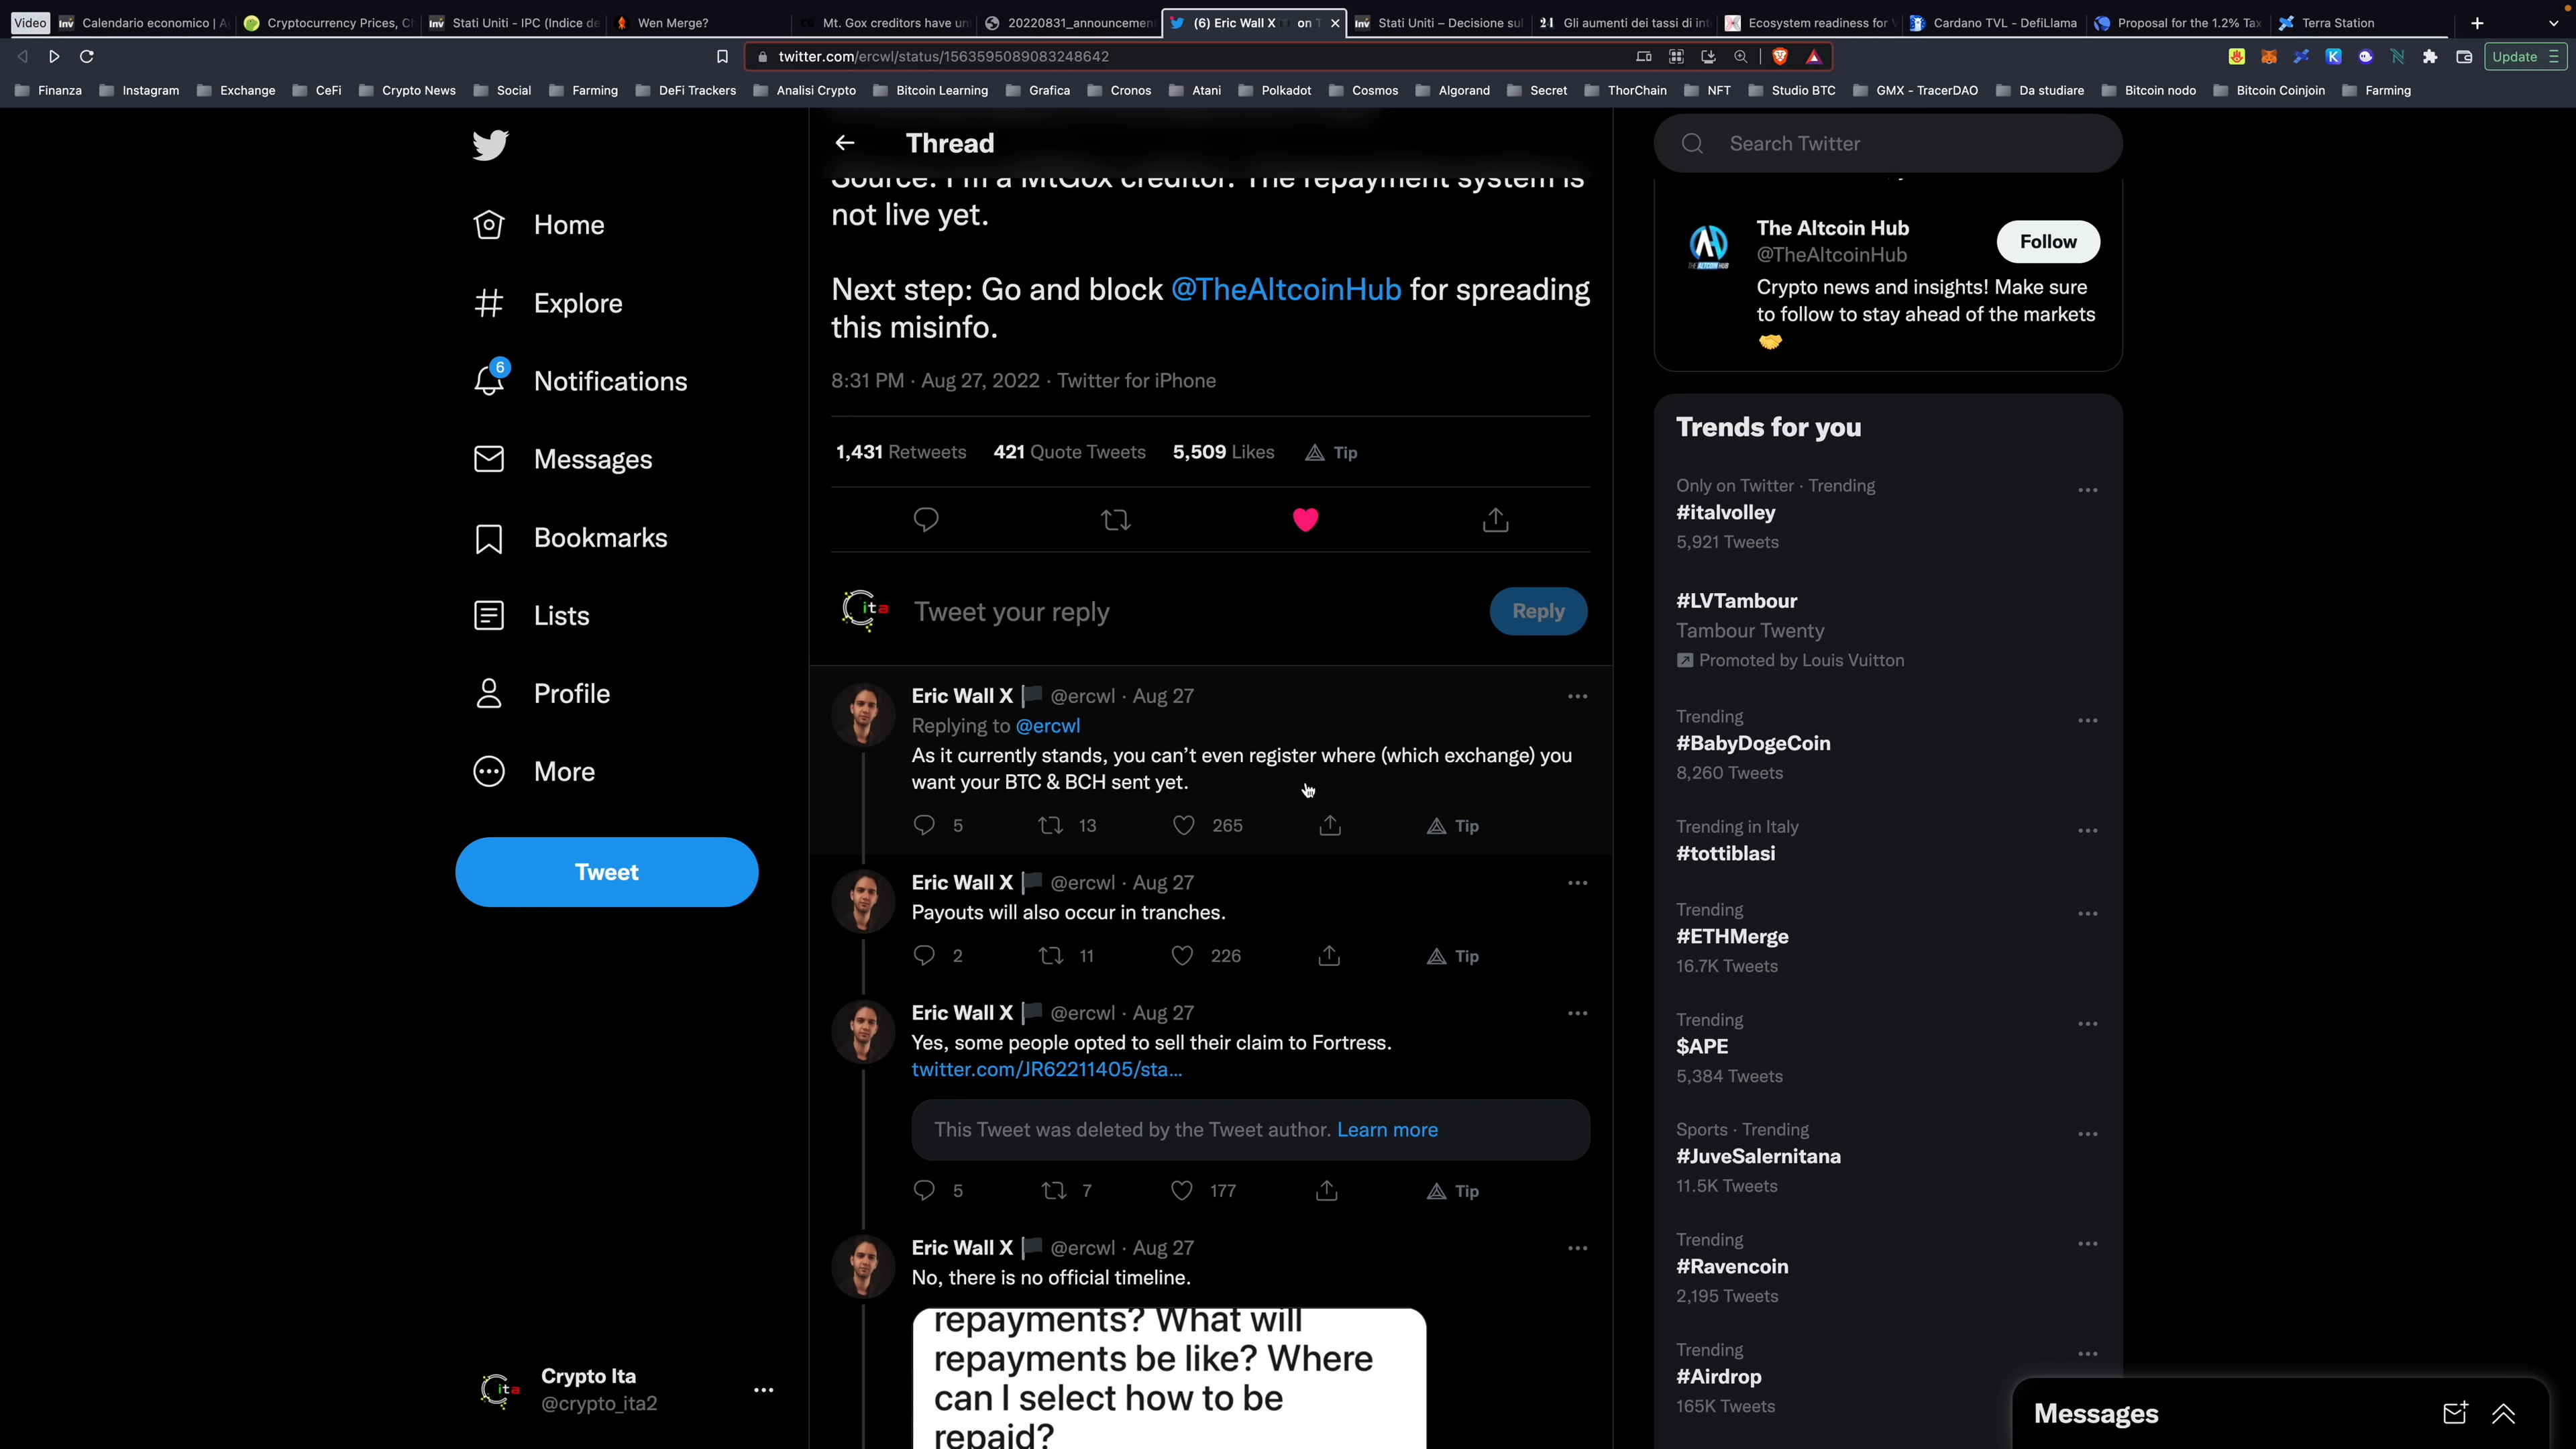 Video
Calendario economico | A
Cryptocurrency Prices, Ch
Stati Uniti - IPC (Indice de
Wen Merge?
Mt. Gox creditors have un
20220831_announcemen
(6) Eric Wall X on T
Stati Uniti – Decisione sul
Gli aumenti dei tassi di int
Ecosystem readiness for V
Cardano TVL - DefiLlama
Proposal for the 1.2% Tax
Terra Station
twitter.com/ercwl/status/1563595089083248642
Update
Finanza
Instagram
Exchange
CeFi
Crypto News
Social
Farming
DeFi Trackers
Analisi Crypto
Bitcoin Learning
Grafica
Cronos
Atani
Polkadot
Cosmos
Algorand
Secret
ThorChain
NFT
Studio BTC
GMX - TracerDAO
Da studiare
Bitcoin nodo
Bitcoin Coinjoin
Farming
Home
Explore
6
Notifications
Messages
Bookmarks
Lists
Profile
More
Tweet
Crypto Ita
@crypto_ita2
Thread
Source: I'm a MtGox creditor. The repayment system is
not live yet.
Next step: Go and block @TheAltcoinHub for spreading
this misinfo.
8:31 PM · Aug 27, 2022 · Twitter for iPhone
1,431 Retweets 421 Quote Tweets 5,509 Likes Tip
ita
Tweet your reply
Reply
Eric Wall X @ercwl · Aug 27
Replying to @ercwl
As it currently stands, you can't even register where (which exchange) you
want your BTC & BCH sent yet.
5 13 265 Tip
Eric Wall X @ercwl · Aug 27
Payouts will also occur in tranches.
2 11 226 Tip
Eric Wall X @ercwl · Aug 27
Yes, some people opted to sell their claim to Fortress.
twitter.com/JR62211405/sta...
This Tweet was deleted by the Tweet author. Learn more
5 7 177 Tip
Eric Wall X @ercwl · Aug 27
No, there is no official timeline.
repayments? What will
repayments be like? Where
can I select how to be
repaid?
Search Twitter
The Altcoin Hub
@TheAltcoinHub
Follow
Crypto news and insights! Make sure
to follow to stay ahead of the markets
Trends for you
Only on Twitter · Trending
#italvolley
5,921 Tweets
#LVTambour
Tambour Twenty
Promoted by Louis Vuitton
Trending
#BabyDogeCoin
8,260 Tweets
Trending in Italy
#tottiblasi
Trending
#ETHMerge
16.7K Tweets
Trending
$APE
5,384 Tweets
Sports · Trending
#JuveSalernitana
11.5K Tweets
Trending
#Ravencoin
2,195 Tweets
Trending
#Airdrop
165K Tweets
Messages